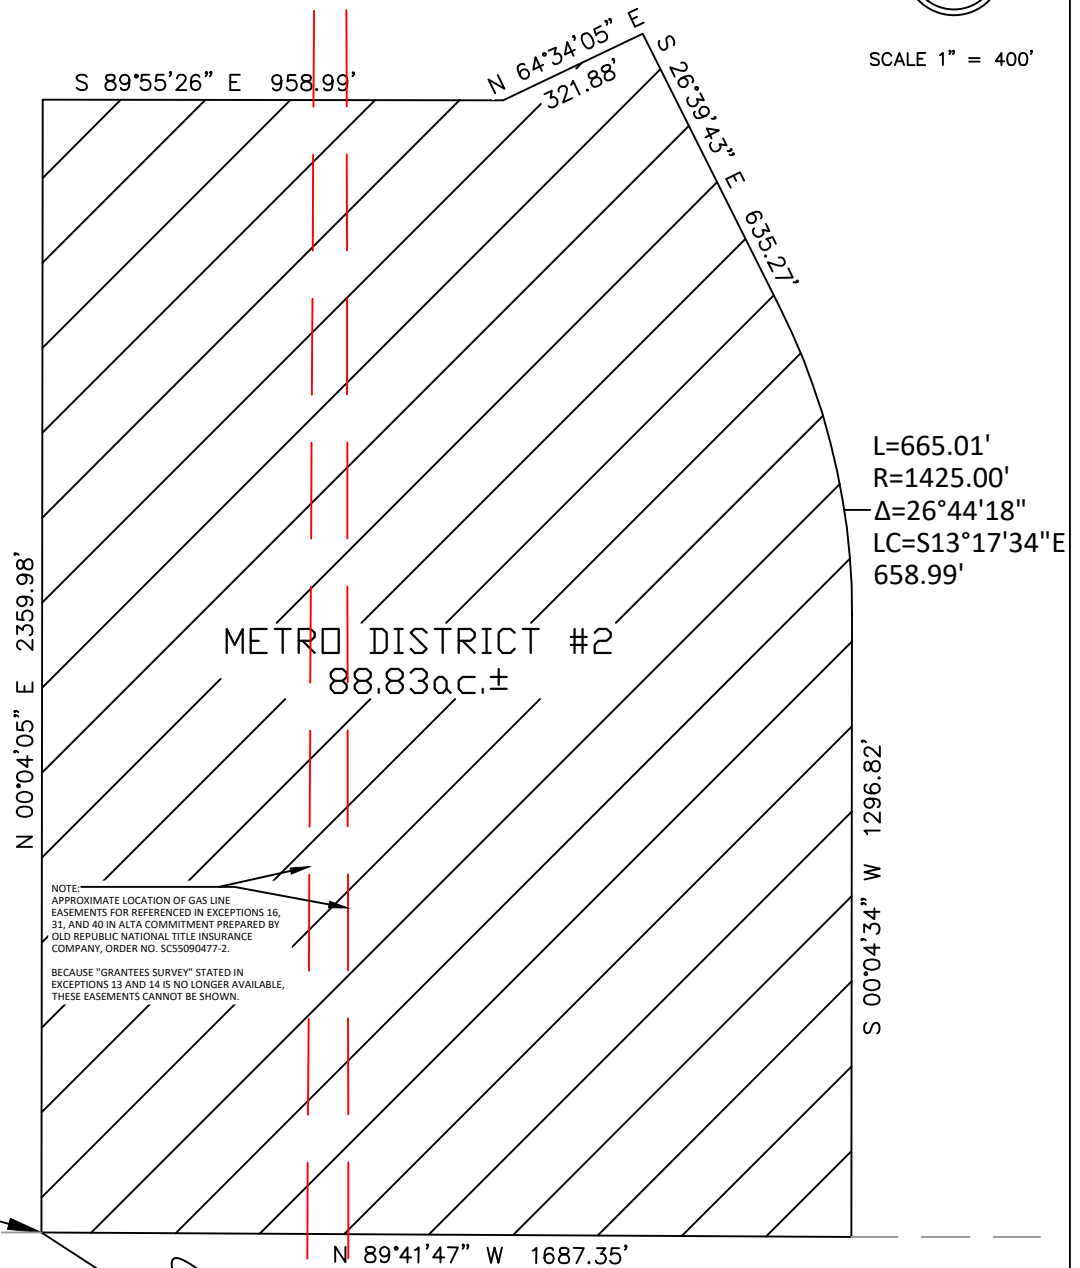 SCALE 1" = 400'
S 89°55'26" E 958.99'
N 64°34'05" E
321.88'
S 26°39'43" E 635.27'
L=665.01'
R=1425.00'
Δ=26°44'18"
LC=S13°17'34"E
658.99'
N 00°04'05" E 2359.98'
METRO DISTRICT #2
88.83ac.±
S 00°04'34" W 1296.82'
NOTE:
APPROXIMATE LOCATION OF GAS LINE
EASEMENTS FOR REFERENCED IN EXCEPTIONS 16,
31, AND 40 IN ALTA COMMITMENT PREPARED BY
OLD REPUBLIC NATIONAL TITLE INSURANCE
COMPANY, ORDER NO. SC55090477-2.
BECAUSE "GRANTEES SURVEY" STATED IN
EXCEPTIONS 13 AND 14 IS NO LONGER AVAILABLE,
THESE EASEMENTS CANNOT BE SHOWN.
N 89°41'47" W 1687.35'